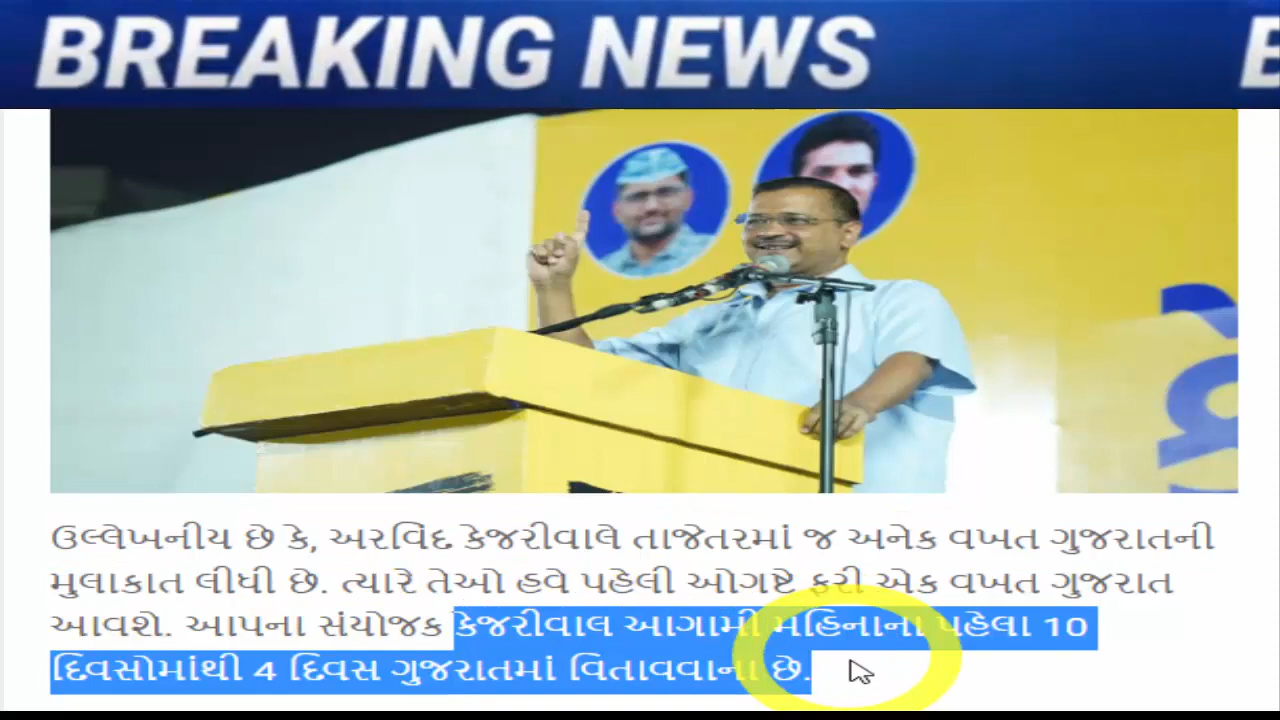 BREAKING NEWS
ઉલ્લેખનીય છે કે, અરવિંદ કેજરીવાલે તાજેતરમાં જ અનેક વખત ગુજરાતની
મુલાકાત લીધી છે. ત્યારે તેઓ હવે પહેલી ઓગષ્ટે ફરી એક વખત ગુજરાત
આવશે. આપના સંયોજક કેજરીવાલ આગામી મહિનાના પહેલા 10
દિવસોમાંથી 4 દિવસ ગુજરાતમાં વિતાવવાના છે.